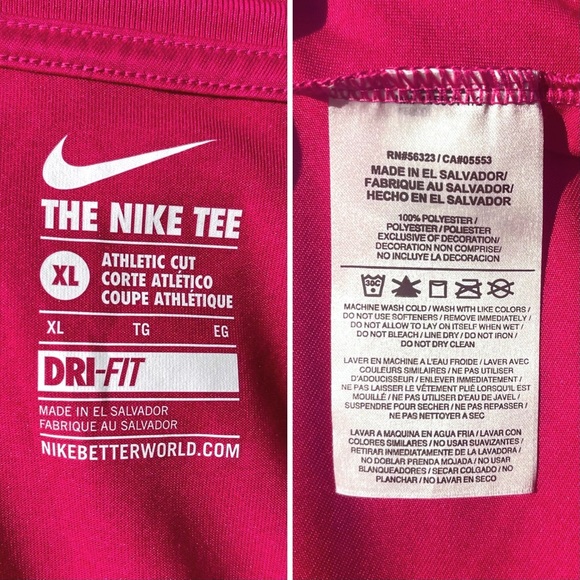 THE NIKE TEE
XL
ATHLETIC CUT
CORTE ATLÉTICO
COUPE ATHLÉTIQUE
XL TG EG
DRI-FIT
MADE IN EL SALVADOR
FABRIQUE AU SALVADOR
NIKEBETTERWORLD.COM
RN#56323 / CA#05553
MADE IN EL SALVADOR/
FABRIQUE AU SALVADOR/
HECHO EN EL SALVADOR
100% POLYESTER/
POLYESTER / POLIESTER
EXCLUSIVE OF DECORATION/
DECORATION NON COMPRISE/
NO INCLUYE LA DECORACION
30C
MACHINE WASH COLD / WASH WITH LIKE COLORS /
DO NOT USE SOFTENERS / REMOVE IMMEDIATELY /
DO NOT ALLOW TO LAY ON ITSELF WHEN WET /
DO NOT BLEACH / LINE DRY / DO NOT IRON /
DO NOT DRY CLEAN
LAVER EN MACHINE A L'EAU FROIDE / LAVER AVEC
COULEURS SIMILAIRES / NE PAS UTILISER
D'ADOUCISSEUR / ENLEVER IMMEDIATEMENT /
NE PAS LAISSER LE VÊTEMENT PLIÉ LORSQU'IL EST
MOUILLÉ / NE PAS UTILISER D'EAU DE JAVEL /
SUSPENDRE POUR SECHER / NE PAS REPASSER /
NE PAS NETTOYER A SEC
LAVAR A MAQUINA EN AGUA FRIA / LAVAR CON
COLORES SIMILARES / NO USAR SUAVIZANTES /
RETIRAR INMEDIATAMENTE DE LA LAVADORA /
NO DOBLAR PRENDA MOJADA / NO USAR
BLANQUEADORES / SECAR COLGADO / NO
PLANCHAR / NO LAVAR EN SECO